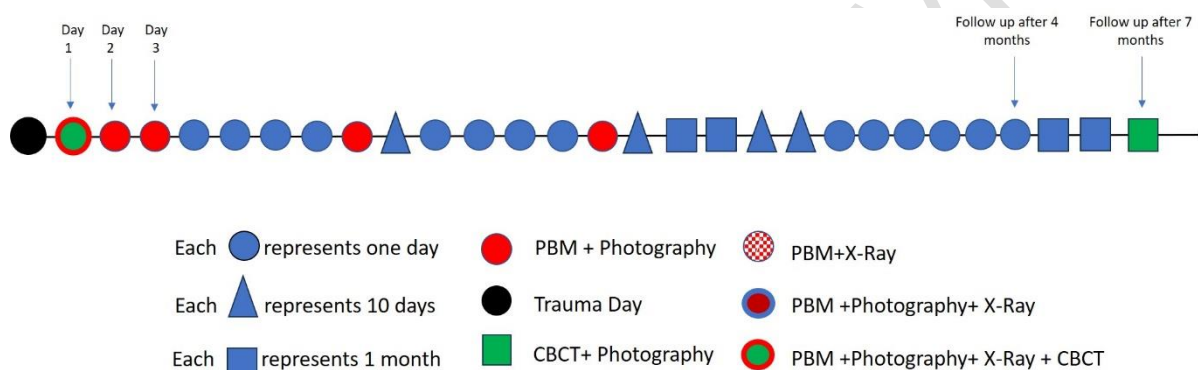 Day
1
Day
2
Day
3
Follow up after 4
months
Follow up after 7
months
Each represents one day
PBM + Photography
PBM+X-Ray
Each represents 10 days
Trauma Day
PBM +Photography+ X-Ray
Each represents 1 month
CBCT+ Photography
PBM +Photography+ X-Ray + CBCT